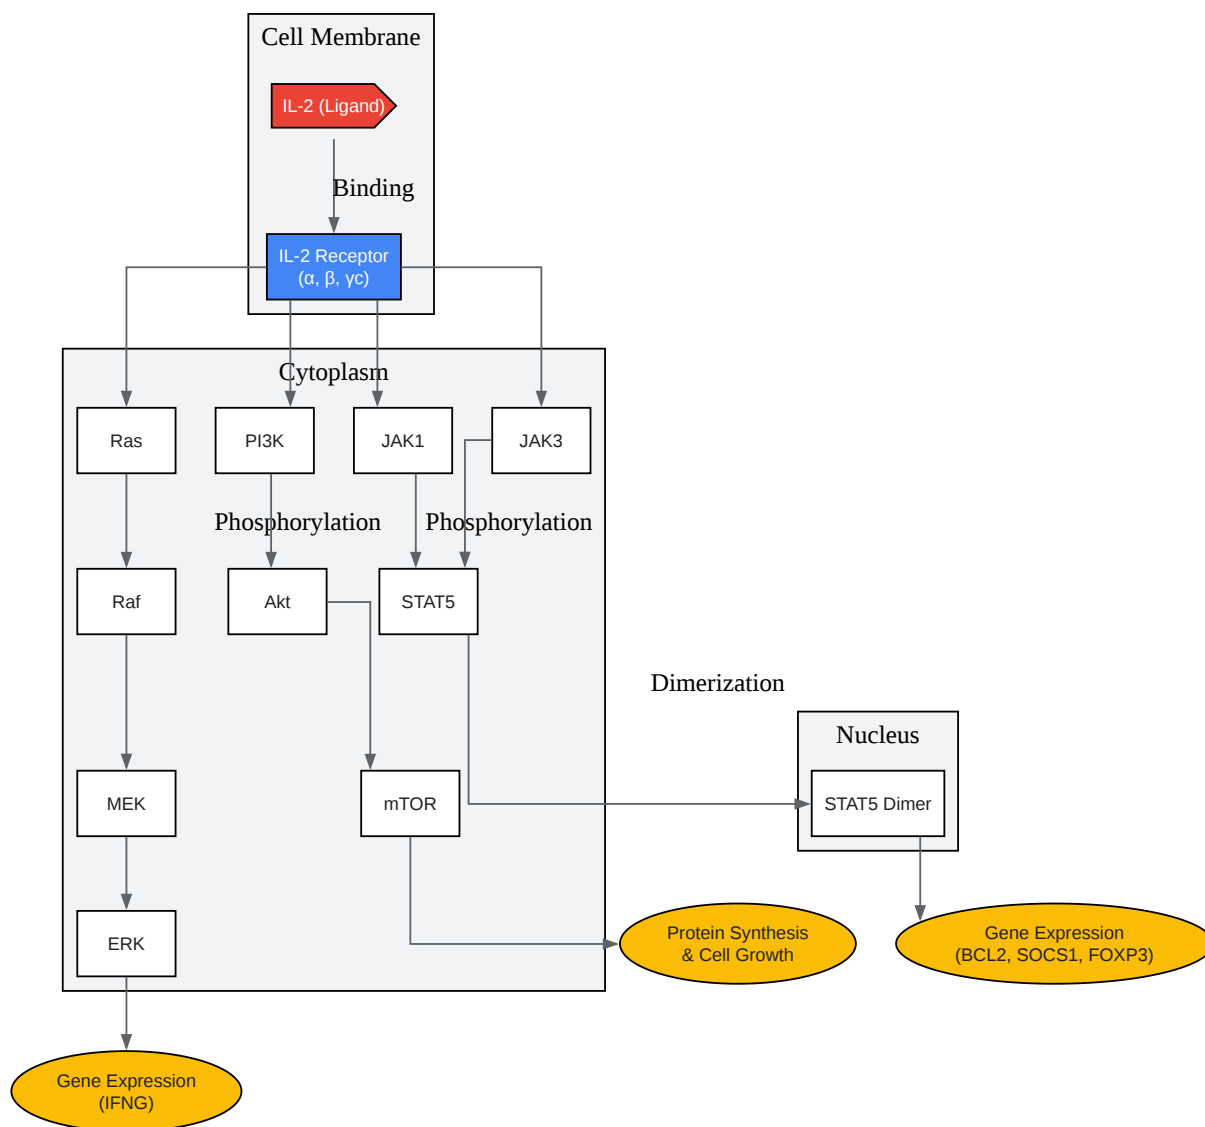 Cell Membrane
IL-2 (Ligand)
Binding
IL-2 Receptor
(α, β, γc)
Cytoplasm
Ras
PI3K
JAK1
JAK3
Phosphorylation
Phosphorylation
Raf
Akt
STAT5
Dimerization
Nucleus
MEK
mTOR
STAT5 Dimer
ERK
Protein Synthesis
& Cell Growth
Gene Expression
(BCL2, SOCS1, FOXP3)
Gene Expression
(IFNG)